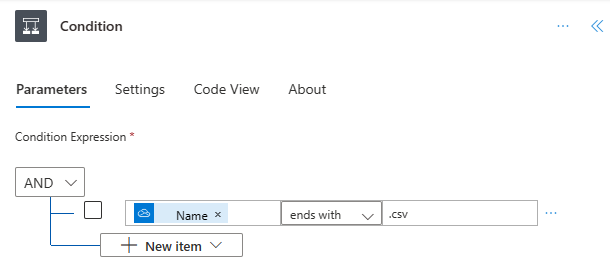 Condition
Parameters Settings Code View About
Condition Expression *
AND
Name × ends with .csv
New item